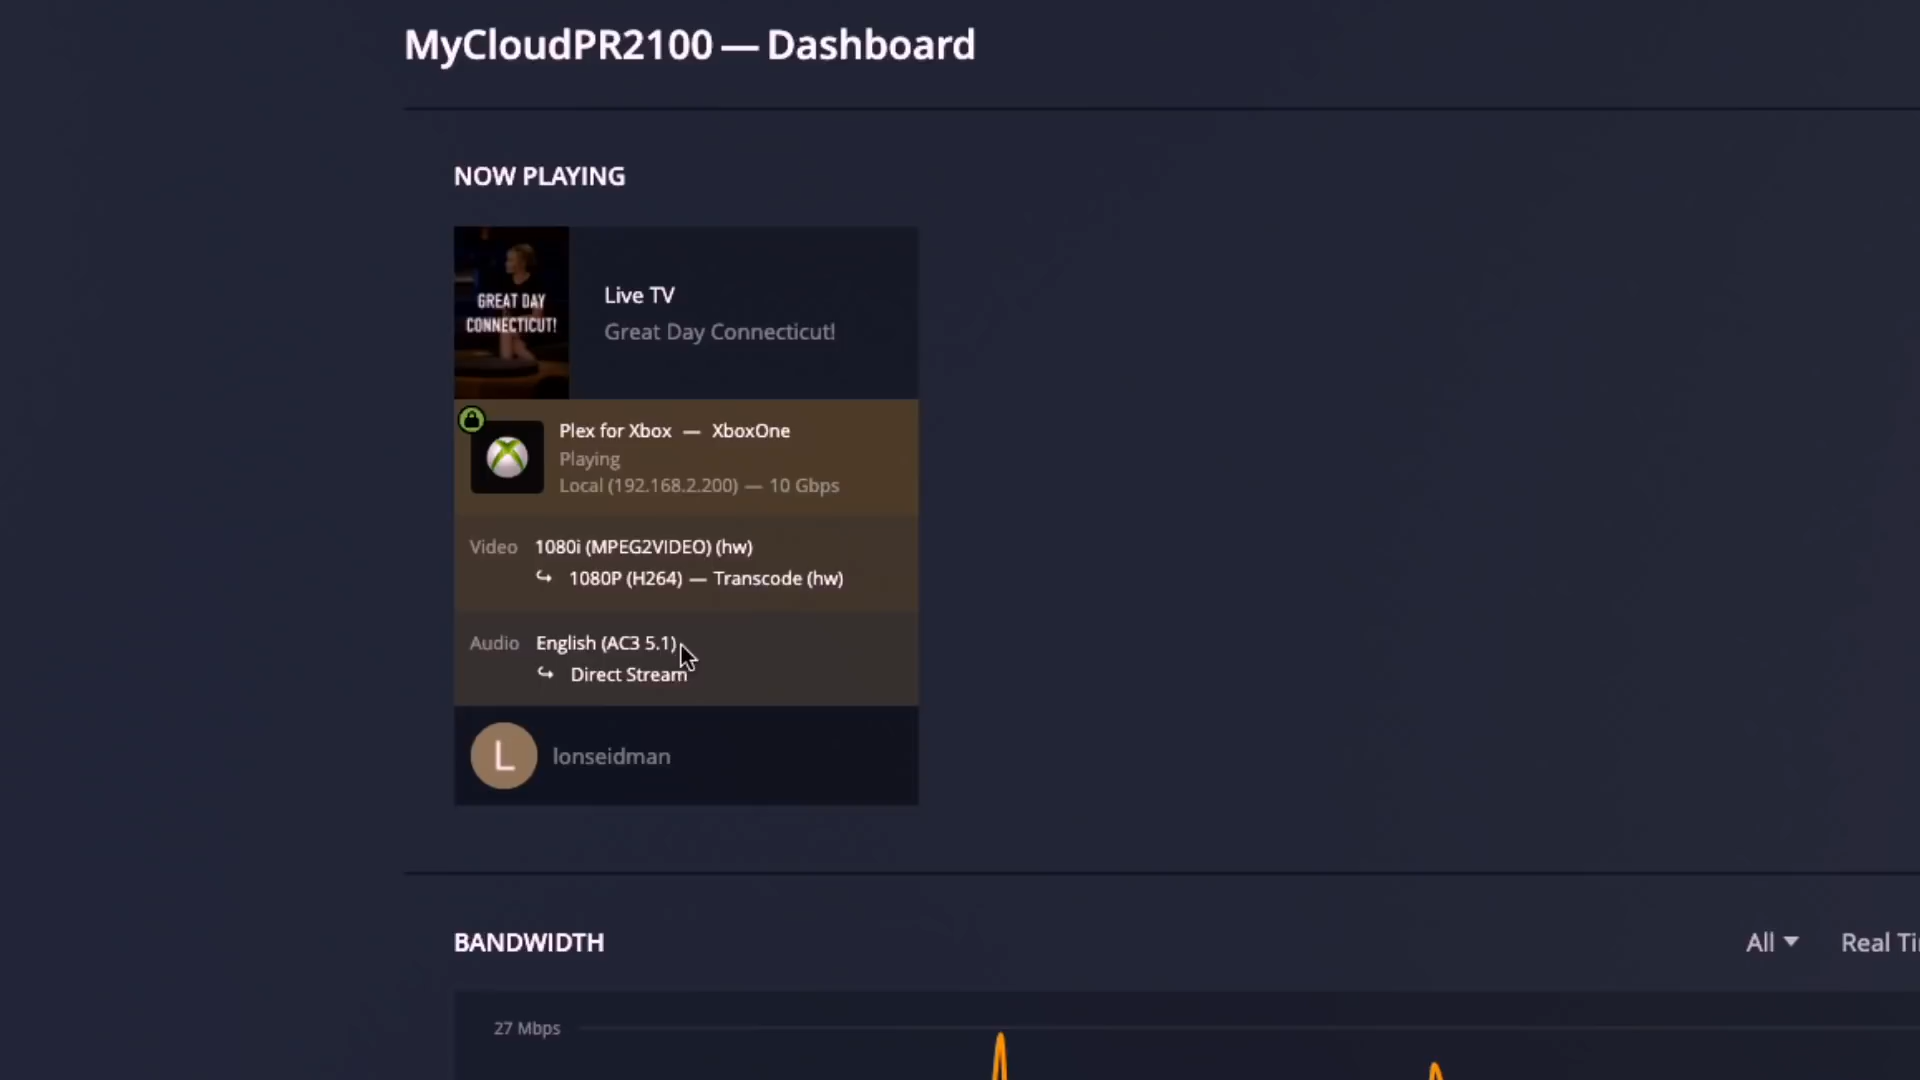 MyCloudPR2100 — Dashboard
NOW PLAYING
GREAT DAY
CONNECTICUT!
Live TV
Great Day Connecticut!
Plex for Xbox — XboxOne
Playing
Local (192.168.2.200) — 10 Gbps
Video 1080i (MPEG2VIDEO) (hw)
↪ 1080P (H264) — Transcode (hw)
Audio English (AC3 5.1)
↪ Direct Stream
L lonseidman
BANDWIDTH All Real
27 Mbps